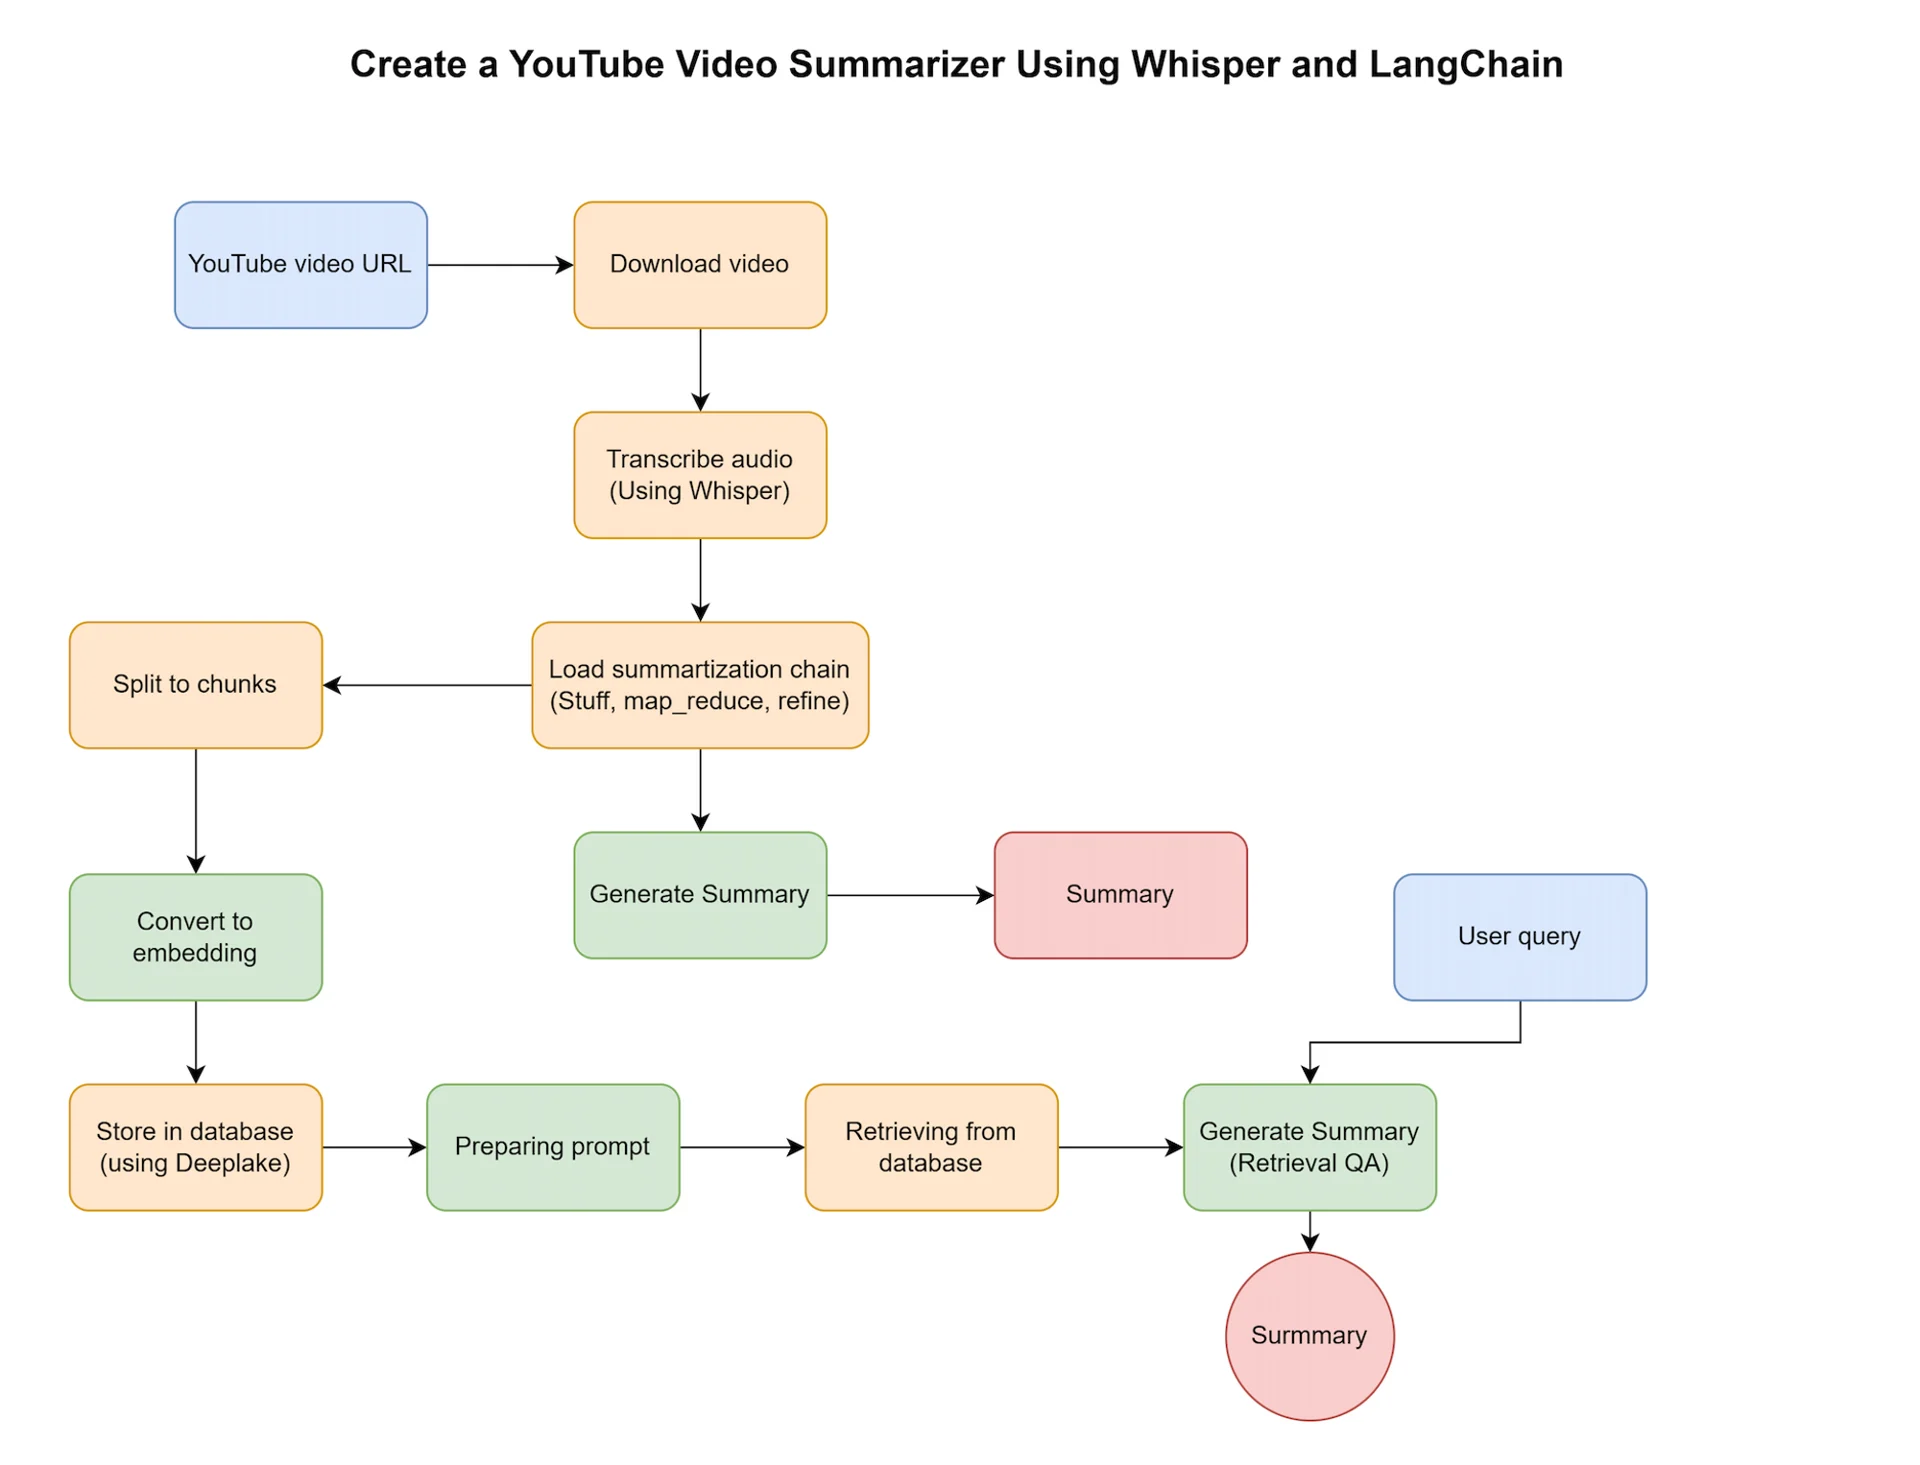 Create a YouTube Video Summarizer Using Whisper and LangChain
YouTube video URL
Download video
Transcribe audio
(Using Whisper)
Split to chunks
Load summartization chain
(Stuff, map_reduce, refine)
Generate Summary
Summary
Convert to
embedding
User query
Store in database
(using Deeplake)
Preparing prompt
Retrieving from
database
Generate Summary
(Retrieval QA)
Surmmary